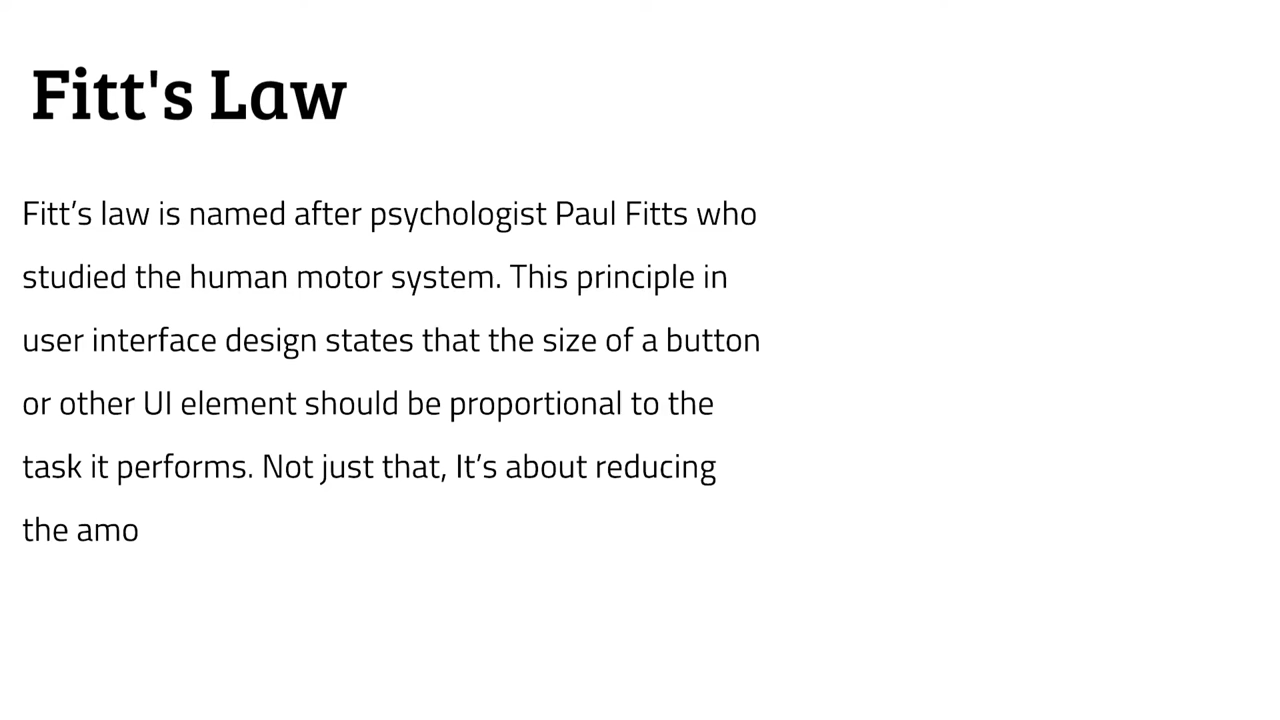 Fitt's Law
Fitt’s law is named after psychologist Paul Fitts who
studied the human motor system. This principle in
user interface design states that the size of a button
or other UI element should be proportional to the
task it performs. Not just that, It’s about reducing
the amo